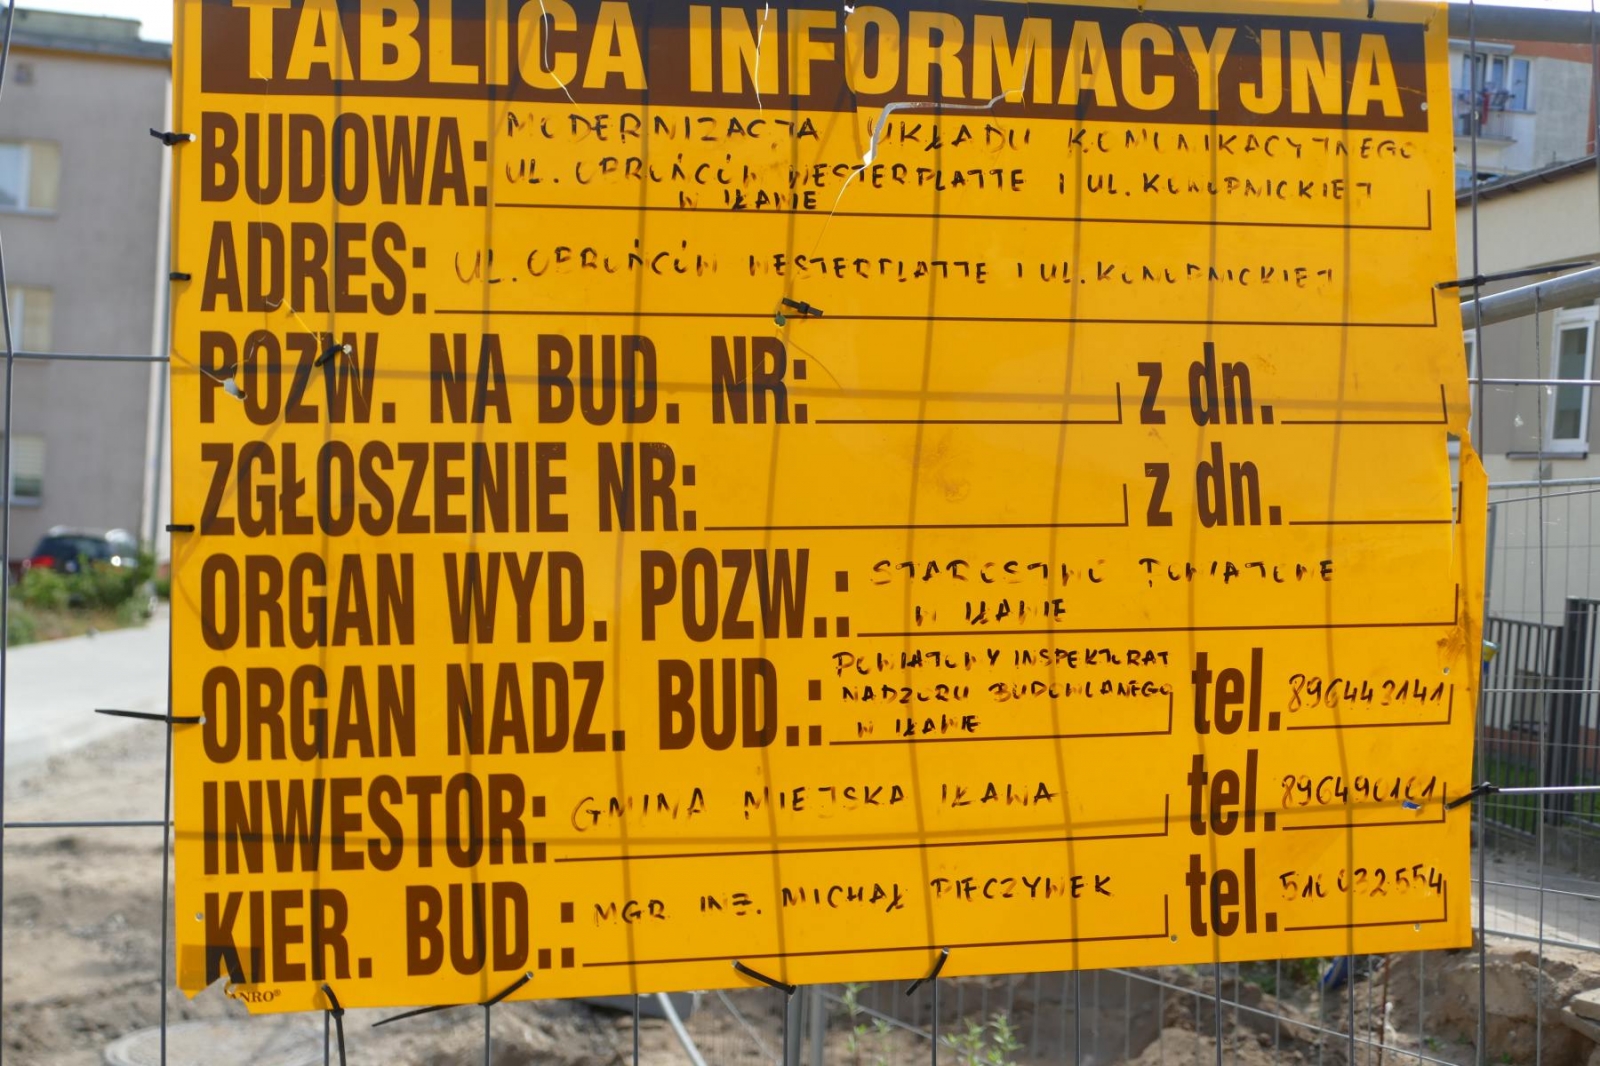 TABLICA INFORMACYJNA
BUDOWA: MODERNIZACJA UKŁADU KOMUNIKACYJNEGO
UL. OBROŃCÓW WESTERPLATTE I UL. KONOPNICKIEJ
W IŁAWIE
ADRES: UL. OBROŃCÓW WESTERPLATTE I UL. KONOPNICKIEJ
POZW. NA BUD. NR: z dn.
ZGŁOSZENIE NR: z dn.
ORGAN WYD. POZW.: STAROSTWO POWIATOWE
W IŁAWIE
ORGAN NADZ. BUD.: POWIATOWY INSPEKTORAT
NADZORU BUDOWLANEGO tel. 896443141
W IŁAWIE
INWESTOR: GMINA MIEJSKA IŁAWA tel. 896490101
KIER. BUD.: MGR INŻ. MICHAŁ PIECZYWEK tel.